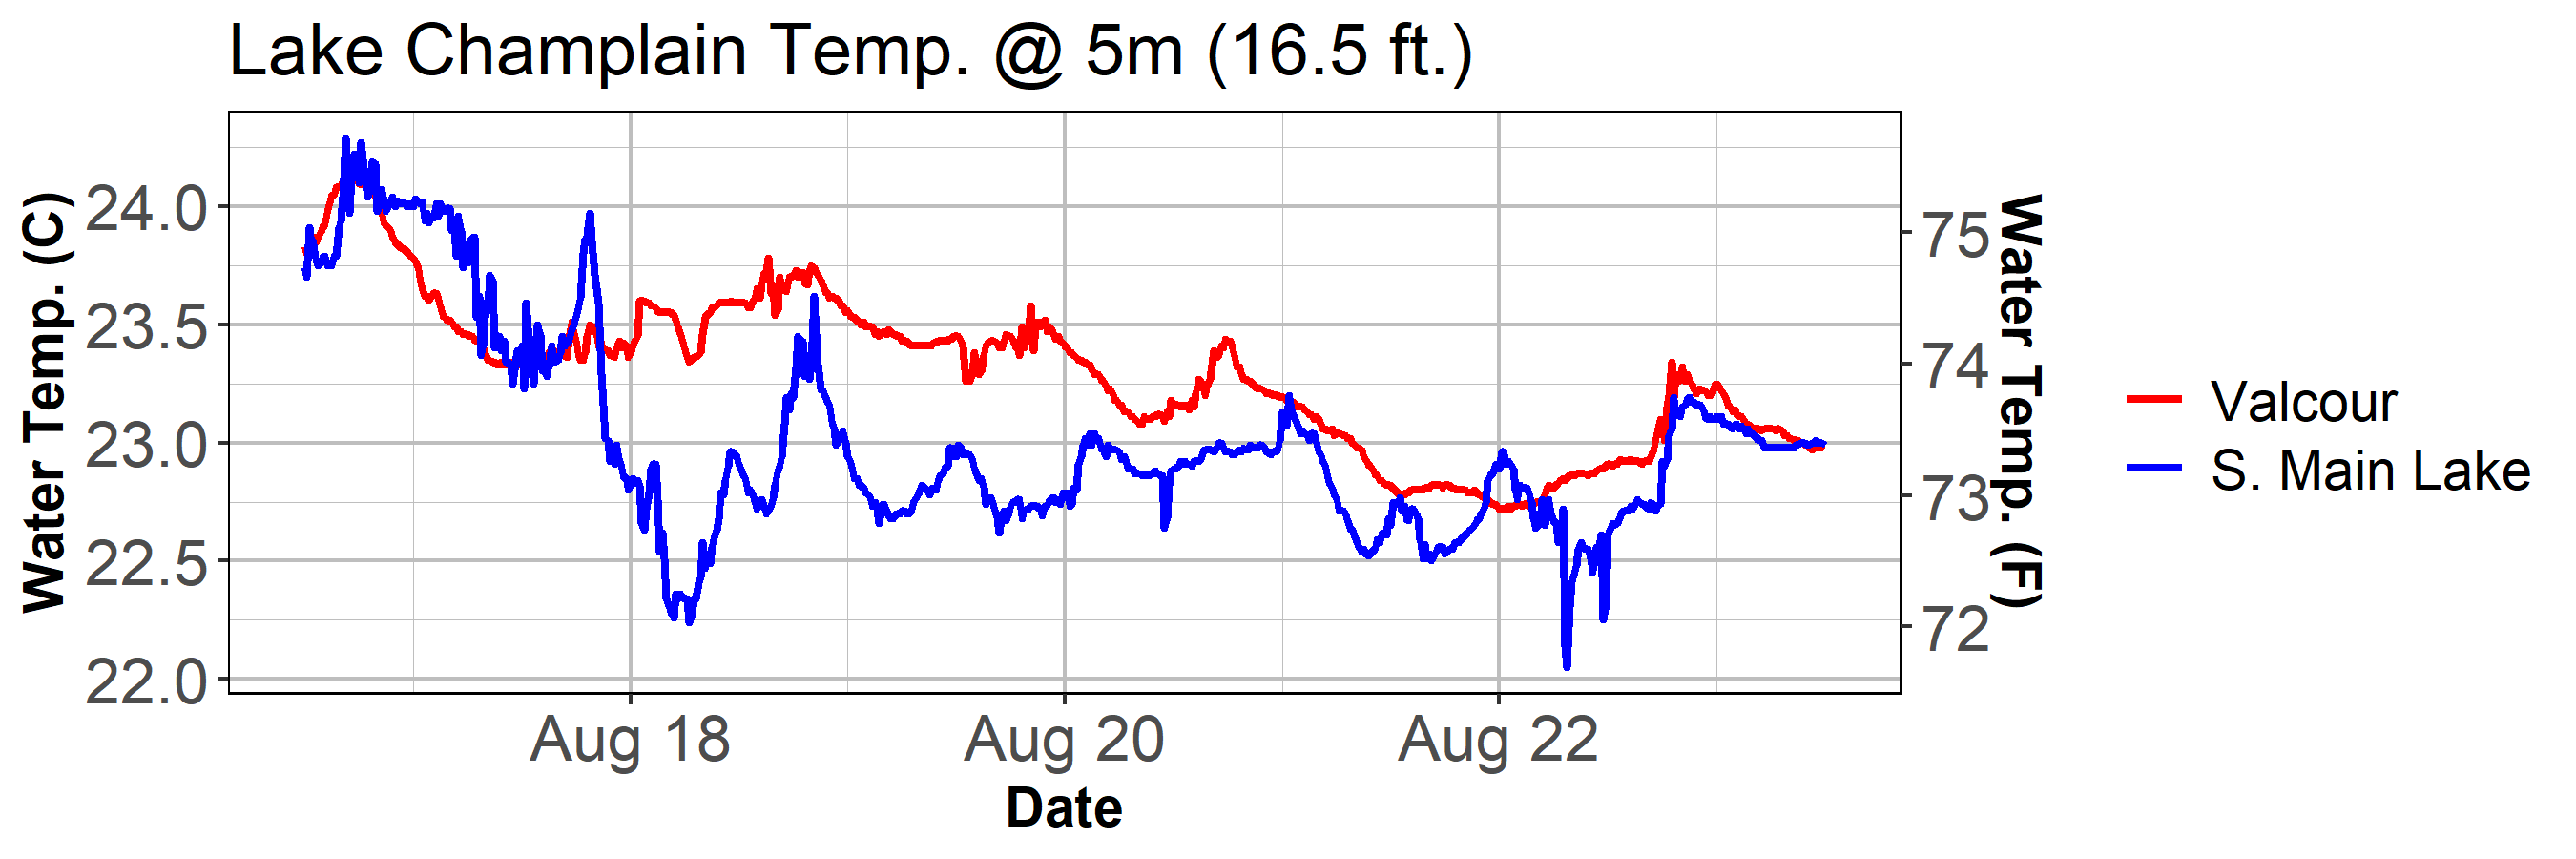 Lake Champlain Temp. @ 5m (16.5 ft.)
Water Temp. (C)
24.0
23.5
23.0
22.5
22.0
75
74
73
72
Water Temp. (F)
Aug 18
Aug 20
Aug 22
Date
Valcour
S. Main Lake